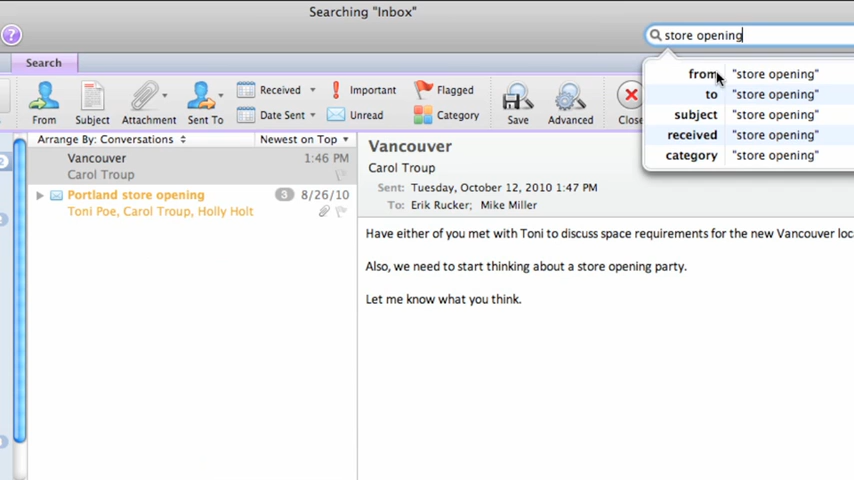 Searching "Inbox"
?
store opening
Search
from "store opening"
to "store opening"
subject "store opening"
received "store opening"
category "store opening"
From
Subject
Attachment
Sent To
Received
Date Sent
Important
Unread
Flagged
Category
Save
Advanced
Close
Arrange By: Conversations
Newest on Top
Vancouver 1:46 PM
Carol Troup
Portland store opening 3 8/26/10
Toni Poe, Carol Troup, Holly Holt
Vancouver
Carol Troup
Sent: Tuesday, October 12, 2010 1:47 PM
To: Erik Rucker; Mike Miller
Have either of you met with Toni to discuss space requirements for the new Vancouver loc
Also, we need to start thinking about a store opening party.
Let me know what you think.